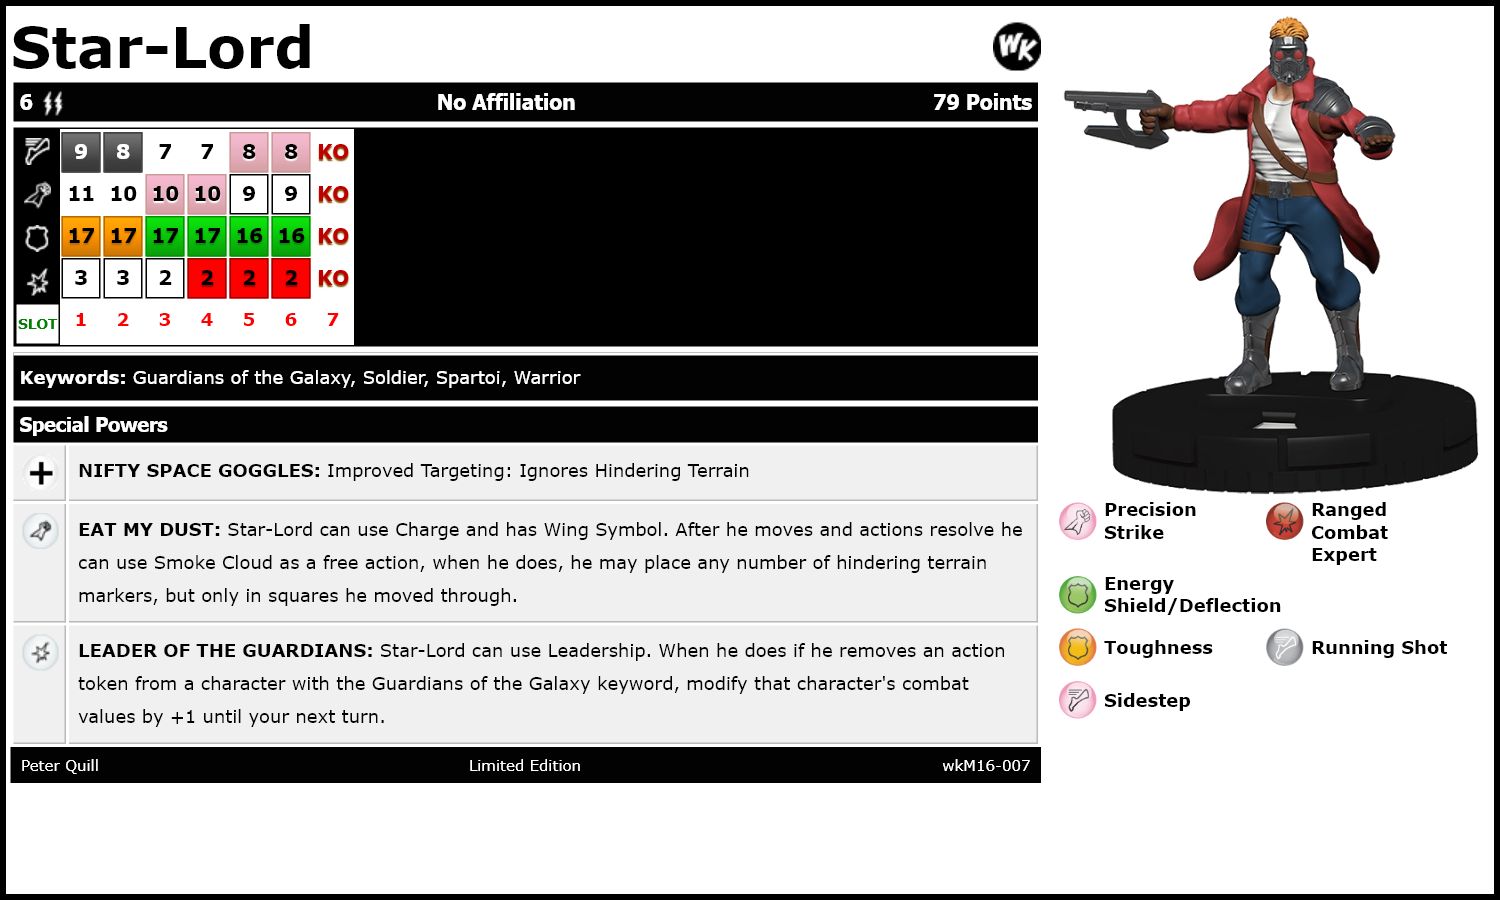 Star-Lord
WK
6 No Affiliation 79 Points
9 8 7 7 8 8 KO
11 10 10 10 9 9 KO
17 17 17 17 16 16 KO
3 3 2 2 2 2 KO
SLOT 1 2 3 4 5 6 7
Keywords: Guardians of the Galaxy, Soldier, Spartoi, Warrior
Special Powers
NIFTY SPACE GOGGLES: Improved Targeting: Ignores Hindering Terrain
EAT MY DUST: Star-Lord can use Charge and has Wing Symbol. After he moves and actions resolve he
can use Smoke Cloud as a free action, when he does, he may place any number of hindering terrain
markers, but only in squares he moved through.
LEADER OF THE GUARDIANS: Star-Lord can use Leadership. When he does if he removes an action
token from a character with the Guardians of the Galaxy keyword, modify that character's combat
values by +1 until your next turn.
Peter Quill Limited Edition wkM16-007
Precision
Strike
Ranged
Combat
Expert
Energy
Shield/Deflection
Toughness
Running Shot
Sidestep